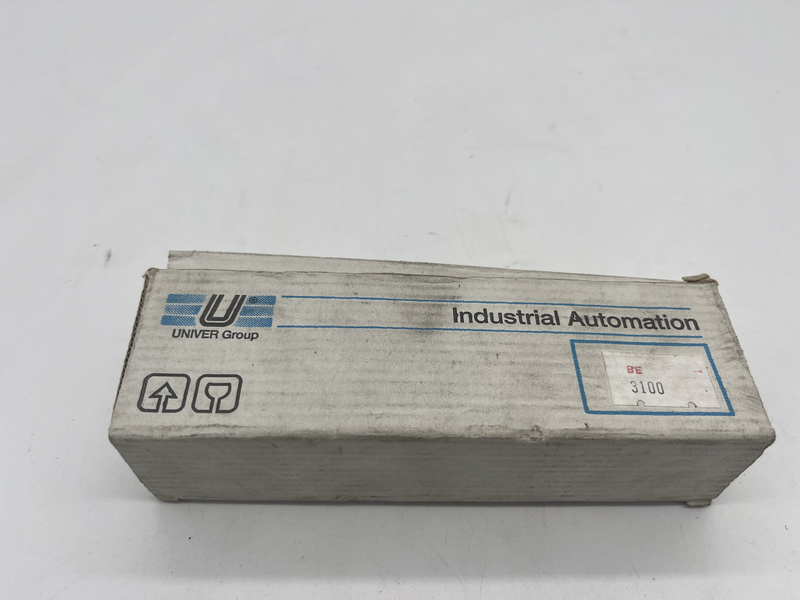 U®
UNIVER Group
Industrial Automation
BE
3100